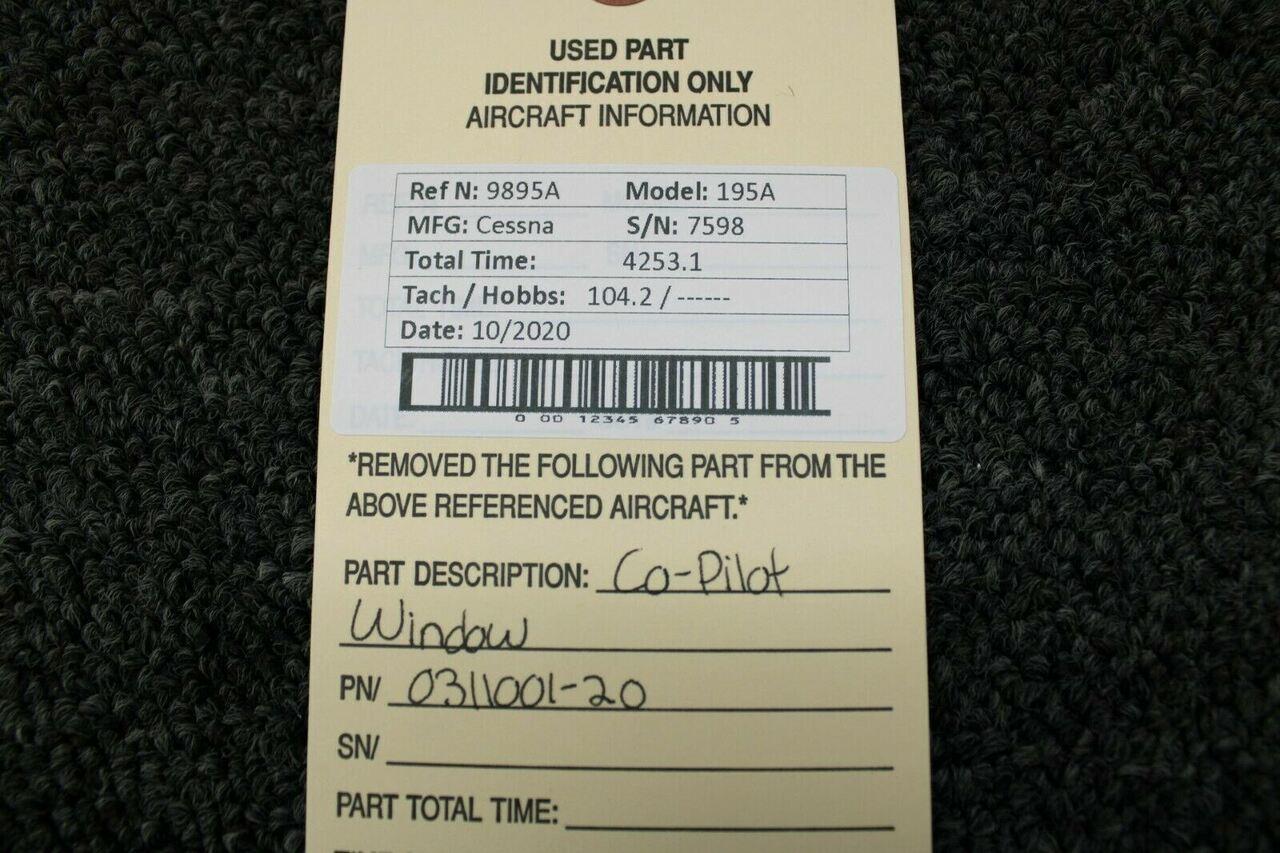 USED PART
IDENTIFICATION ONLY
AIRCRAFT INFORMATION
Ref N: 9895A Model: 195A
MFG: Cessna S/N: 7598
Total Time: 4253.1
Tach / Hobbs: 104.2 / ------
Date: 10/2020
0 00 12345 67890 5
*REMOVED THE FOLLOWING PART FROM THE
ABOVE REFERENCED AIRCRAFT.*
PART DESCRIPTION: Co-Pilot
Window
PN/ 0311001-20
SN/
PART TOTAL TIME: